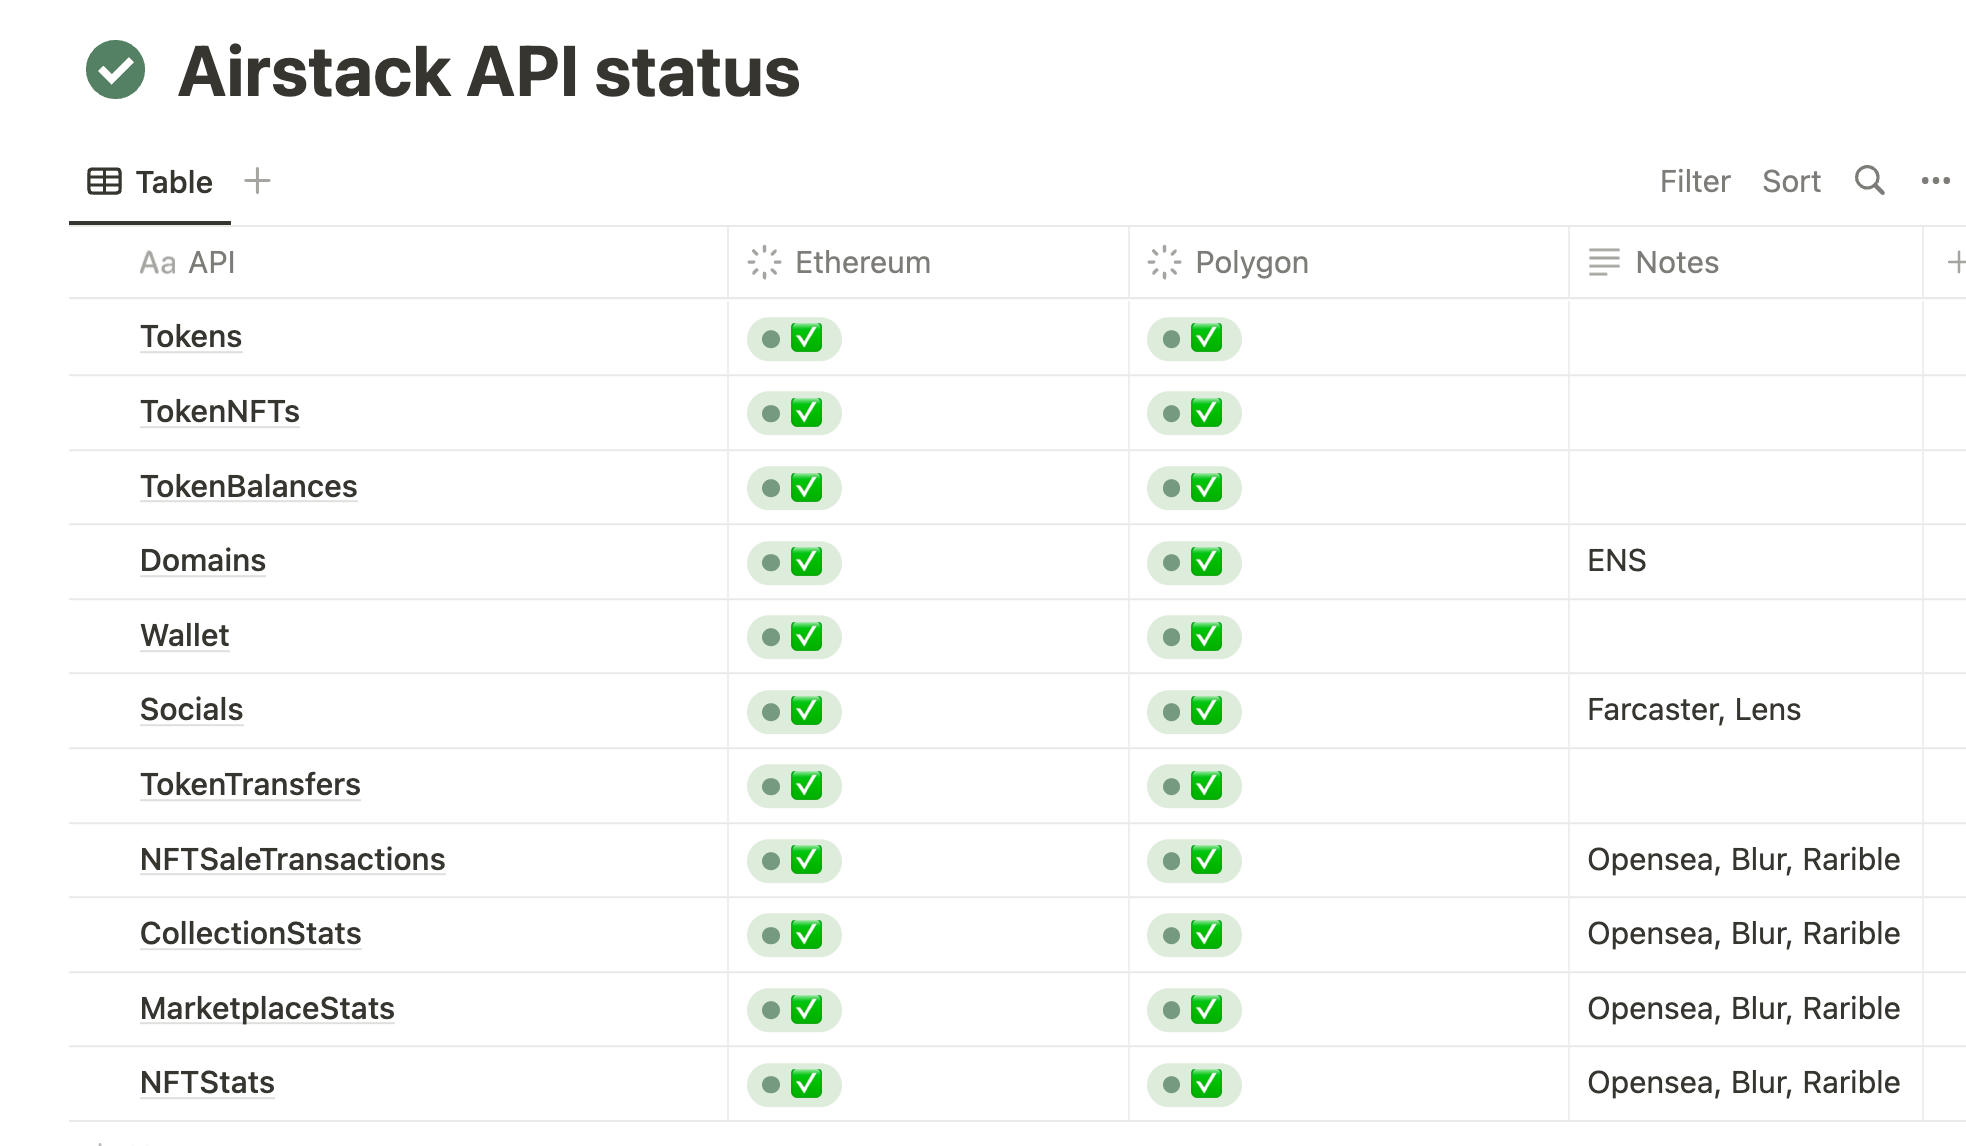 Airstack API status
Table
Filter Sort
Aa API Ethereum Polygon Notes
Tokens ✅ ✅
TokenNFTs ✅ ✅
TokenBalances ✅ ✅
Domains ✅ ✅ ENS
Wallet ✅ ✅
Socials ✅ ✅ Farcaster, Lens
TokenTransfers ✅ ✅
NFTSaleTransactions ✅ ✅ Opensea, Blur, Rarible
CollectionStats ✅ ✅ Opensea, Blur, Rarible
MarketplaceStats ✅ ✅ Opensea, Blur, Rarible
NFTStats ✅ ✅ Opensea, Blur, Rarible